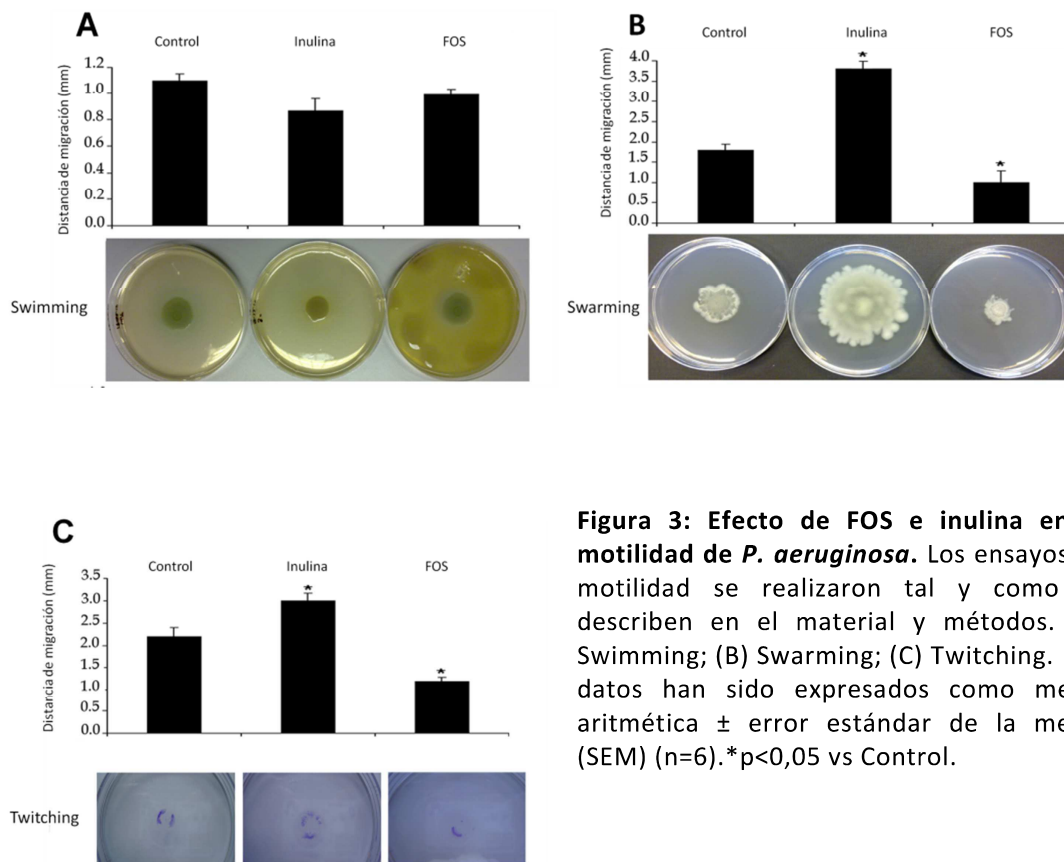 A
Control Inulina FOS
Distancia de migración (mm)
1.2
1.0
0.8
0.6
0.4
0.2
0.0
Swimming
B
Control Inulina FOS
Distancia de migración (mm)
4.0
3.5
3.0
2.5
2.0
1.5
1.0
0.5
0.0
*
*
Swarming
C
Control Inulina FOS
Distancia de migración (mm)
3.5
3.0
2.5
2.0
1.5
1.0
0.5
0.0
*
*
Twitching
Figura 3: Efecto de FOS e inulina en
motilidad de P. aeruginosa. Los ensayos
motilidad se realizaron tal y como
describen en el material y métodos.
Swimming; (B) Swarming; (C) Twitching.
datos han sido expresados como me
aritmética ± error estándar de la me
(SEM) (n=6).*p<0,05 vs Control.